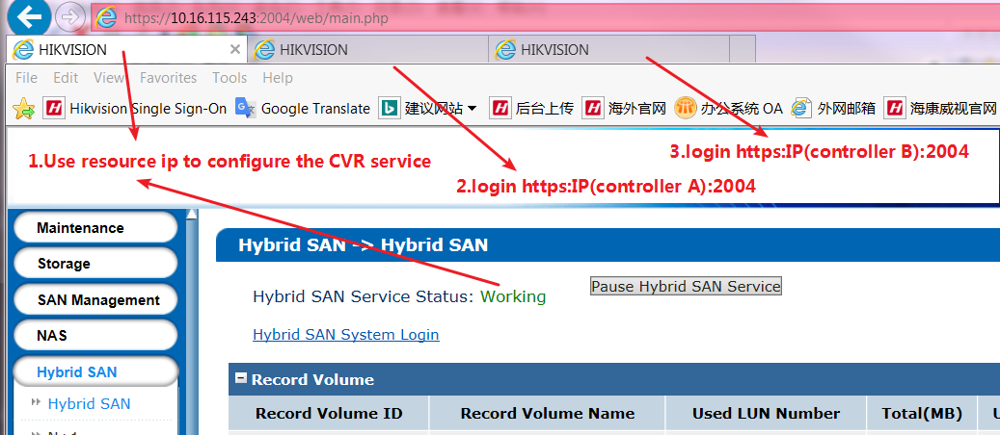 https://10.16.115.243:2004/web/main.php
HIKVISION
HIKVISION
HIKVISION
File Edit View Favorites Tools Help
Hikvision Single Sign-On Google Translate 建议网站 后台上传 海外官网 办公系统 OA 外网邮箱 海康威视官网
1.Use resource ip to configure the CVR service
3.login https:IP(controller B):2004
2.login https:IP(controller A):2004
Maintenance
Storage
SAN Management
NAS
Hybrid SAN
Hybrid SAN
Hybrid SAN -> Hybrid SAN
Hybrid SAN Service Status: Working
Pause Hybrid SAN Service
Hybrid SAN System Login
Record Volume
Record Volume ID Record Volume Name Used LUN Number Total(MB)